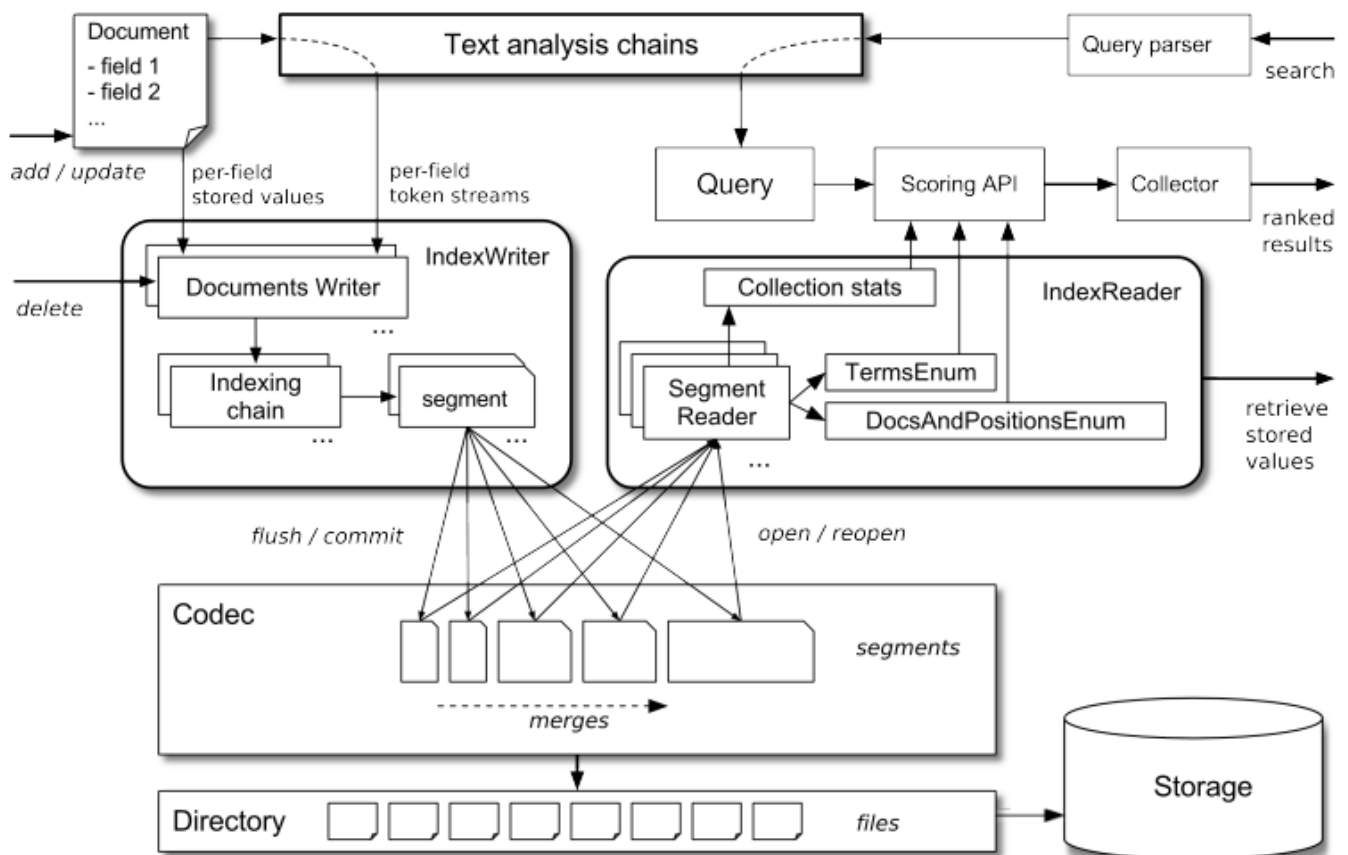 Document
- field 1
- field 2
...
Text analysis chains
Query parser
search
add / update
per-field
stored values
per-field
token streams
Query
Scoring API
Collector
ranked
results
IndexWriter
Documents Writer
...
delete
Indexing
chain
...
segment
...
Collection stats
IndexReader
Segment
Reader
...
TermsEnum
DocsAndPositionsEnum
retrieve
stored
values
flush / commit
open / reopen
Codec
segments
merges
Directory
files
Storage